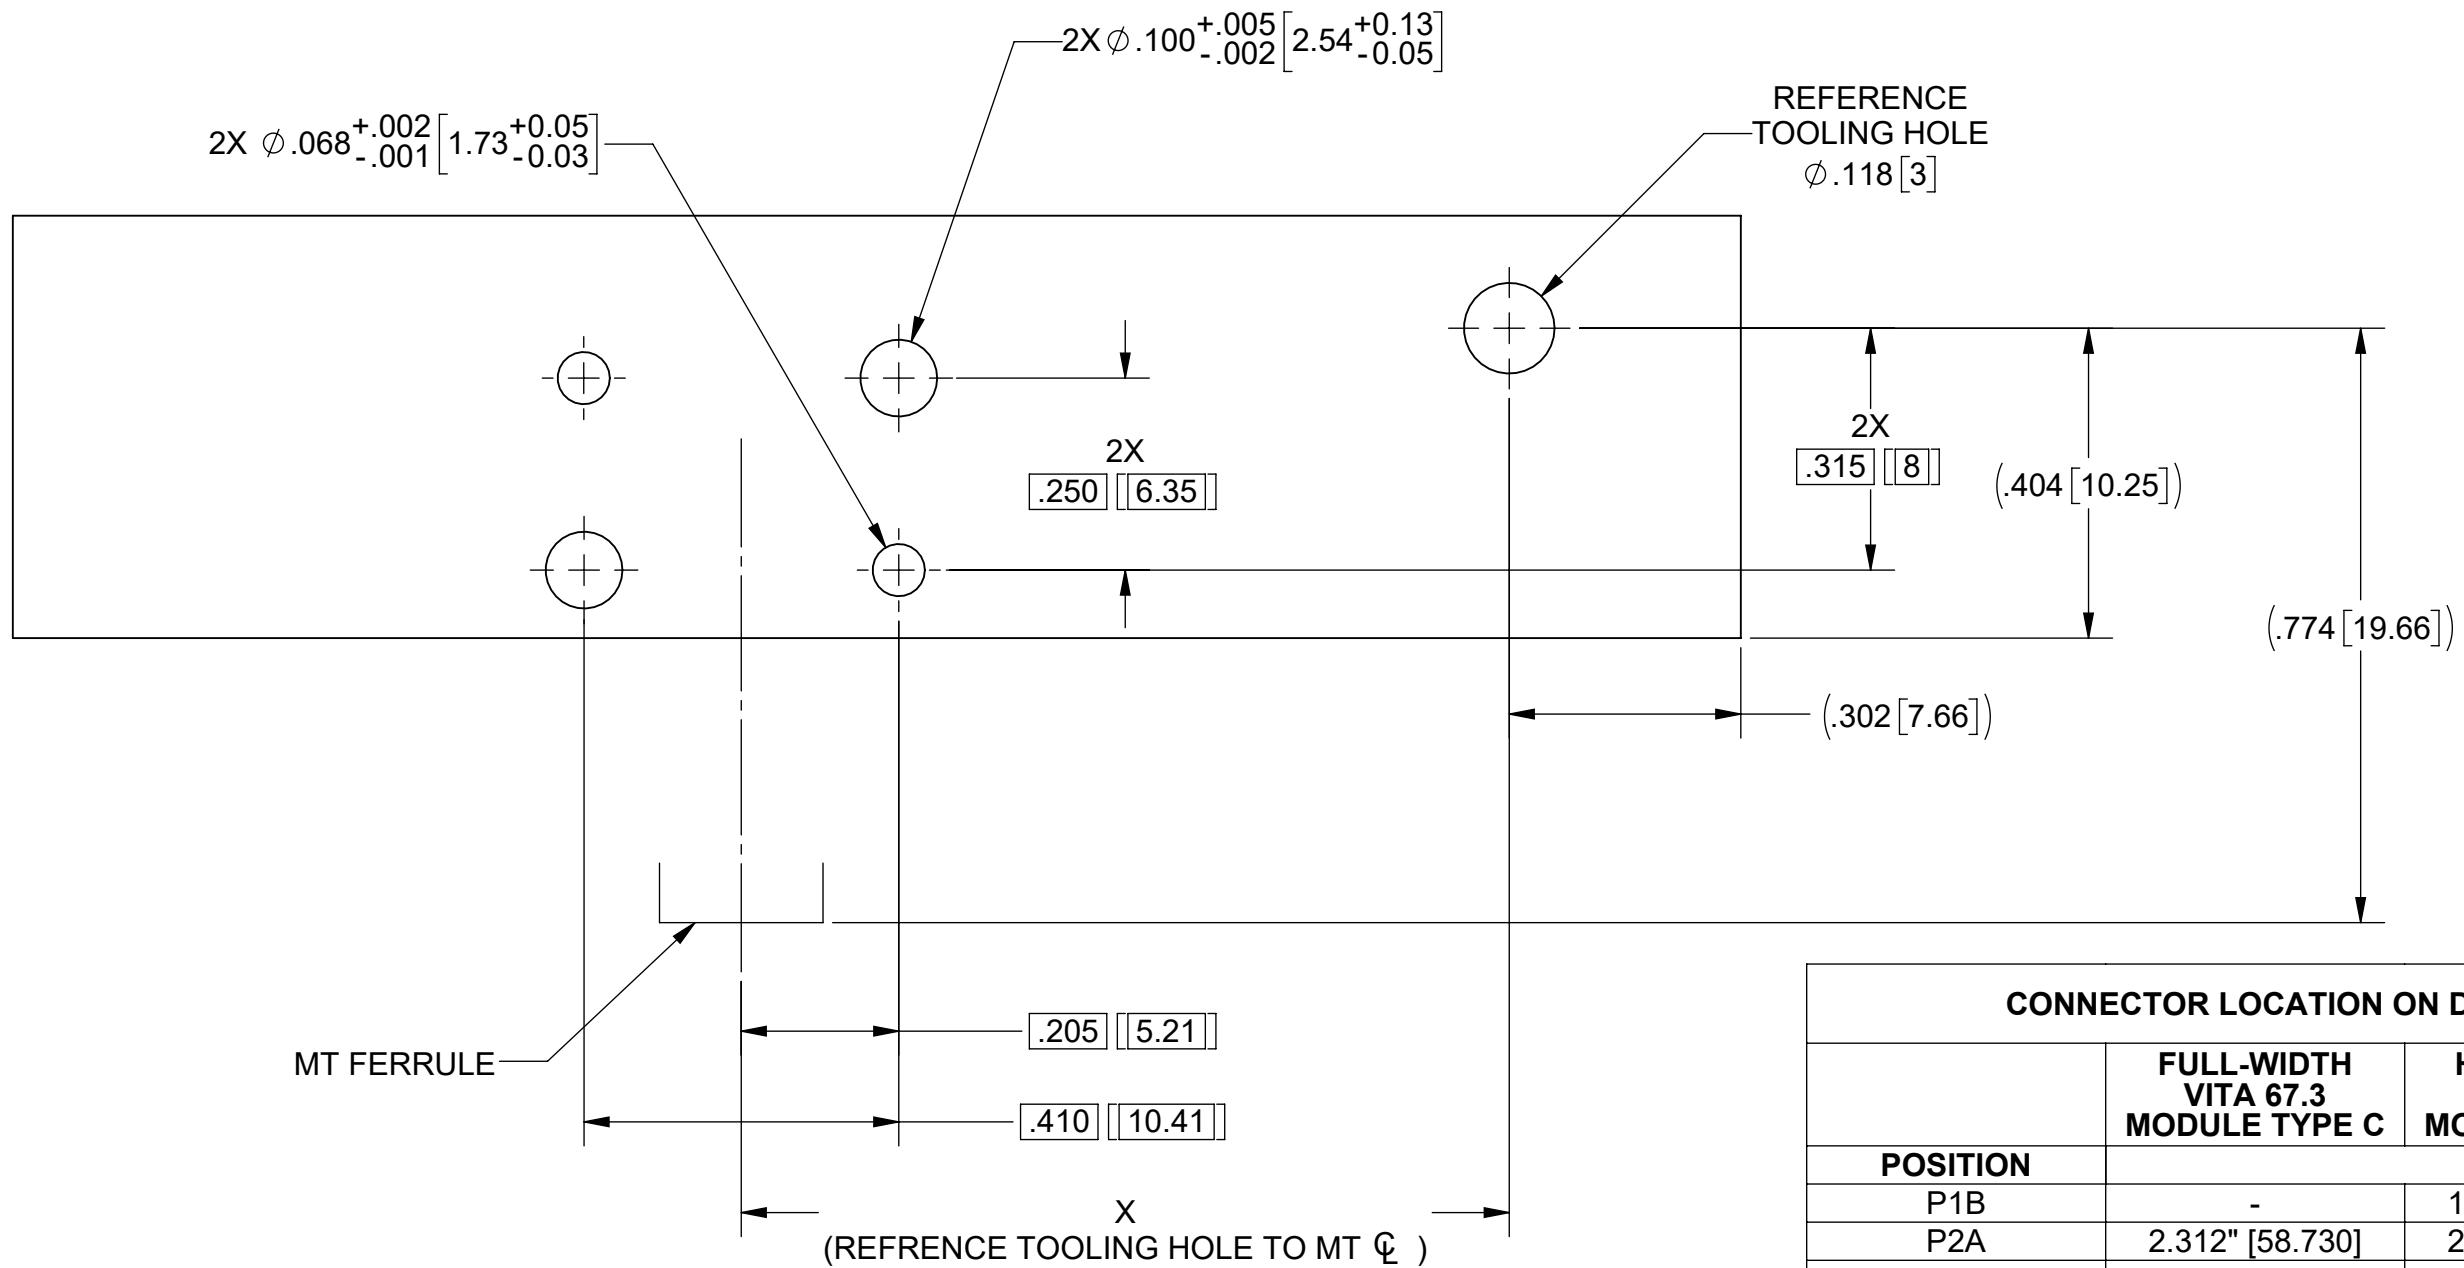 2X ⌀.100 +.005 -.002 [2.54 +0.13 -0.05]
2X ⌀.068 +.002 -.001 [1.73 +0.05 -0.03]
REFERENCE
TOOLING HOLE
⌀.118[3]
2X
.250 [6.35]
2X
.315 [8]
(.404[10.25])
(.774[19.66])
(.302[7.66])
MT FERRULE
.205 [5.21]
.410 [10.41]
X
(REFRENCE TOOLING HOLE TO MT ℄ )
CONNECTOR LOCATION ON D
FULL-WIDTH
VITA 67.3
MODULE TYPE C
H
MO
POSITION
P1B - 1
P2A 2.312" [58.730] 2